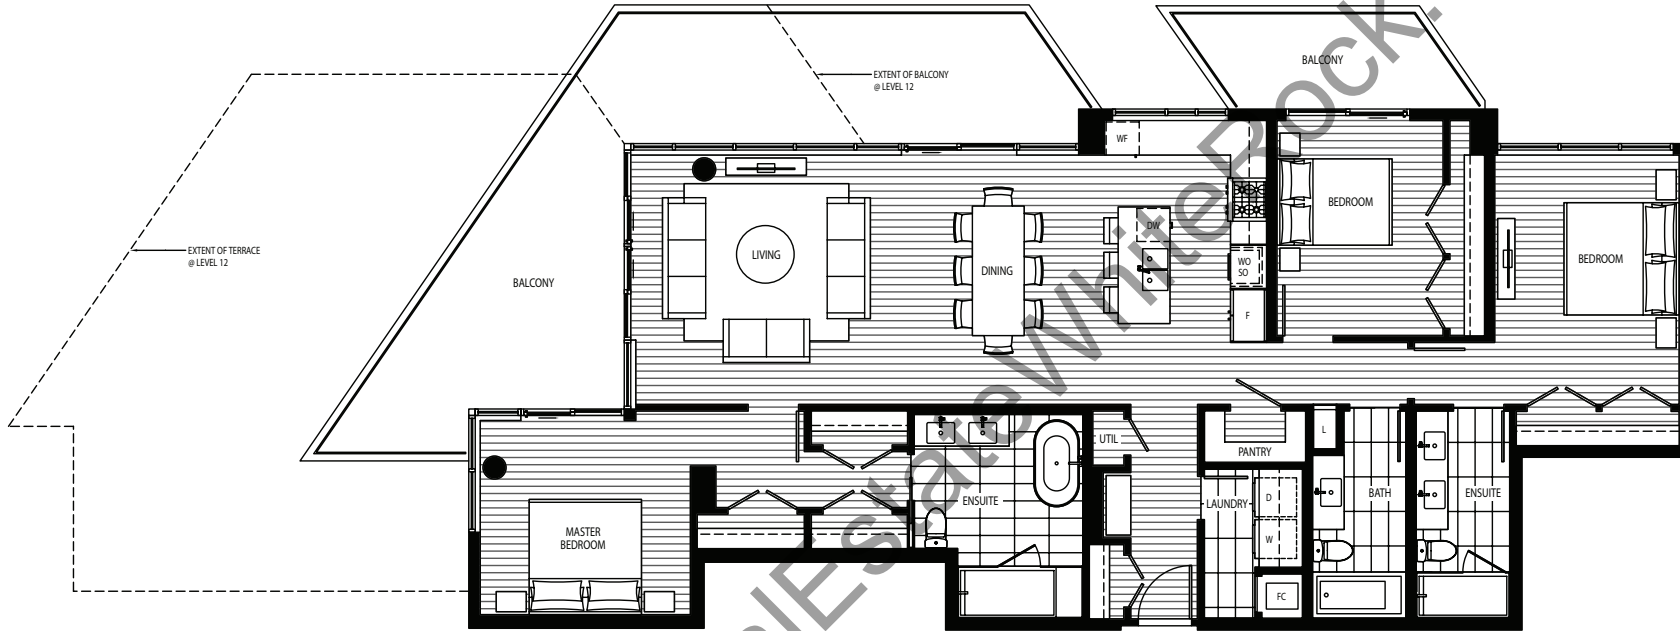 BALCONY
EXTENT OF BALCONY
@ LEVEL 12
WF
BEDROOM
DW
EXTENT OF TERRACE
@ LEVEL 12
LIVING
DINING
WO
SO
BEDROOM
BALCONY
F
UTIL
PANTRY
L
ENSUITE
LAUNDRY
D
BATH
ENSUITE
MASTER
BEDROOM
W
FC
lEstateWhiteRock.